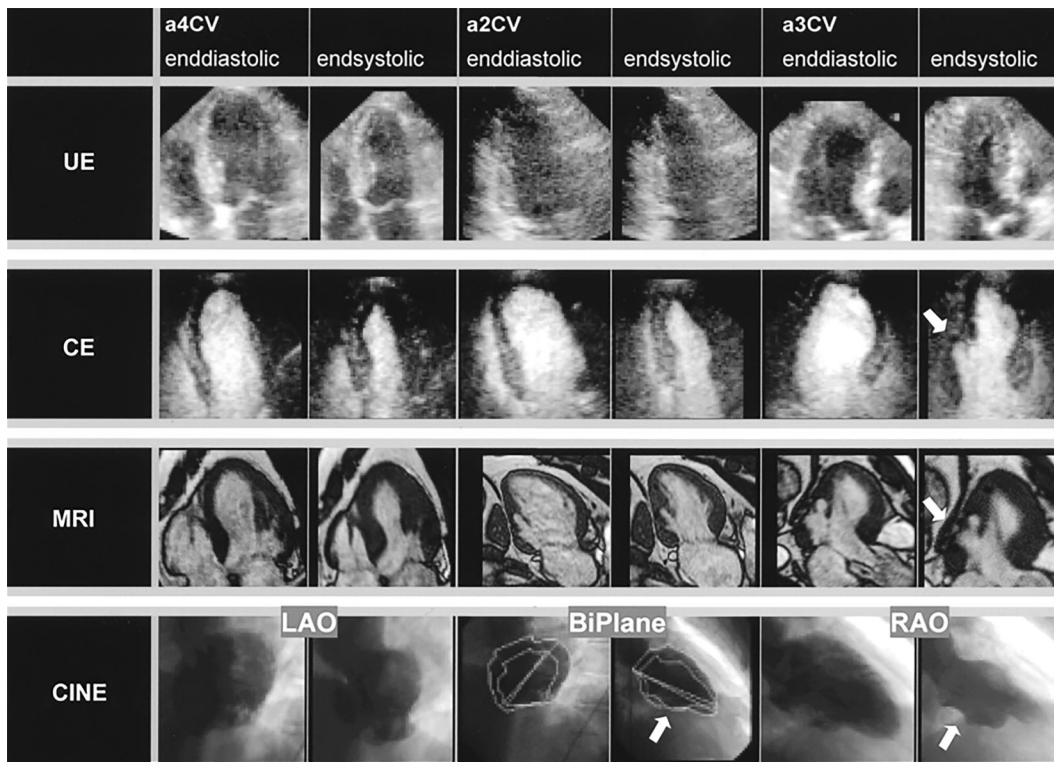 a4CV
a2CV
a3CV
enddiastolic
endsystolic
enddiastolic
endsystolic
enddiastolic
endsystolic
UE
CE
MRI
LAO
BiPlane
RAO
CINE